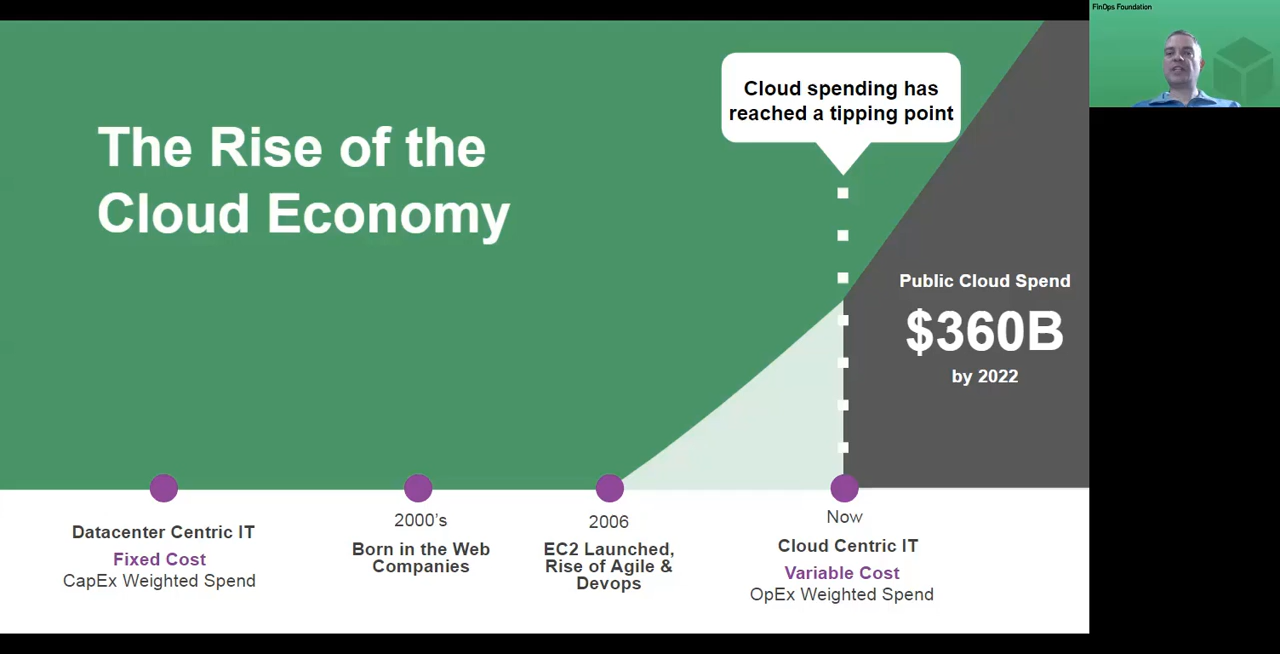 FinOps Foundation
Cloud spending has
reached a tipping point
The Rise of the
Cloud Economy
Public Cloud Spend
$360B
by 2022
Datacenter Centric IT
Fixed Cost
CapEx Weighted Spend
2000's
Born in the Web
Companies
2006
EC2 Launched,
Rise of Agile &
Devops
Now
Cloud Centric IT
Variable Cost
OpEx Weighted Spend